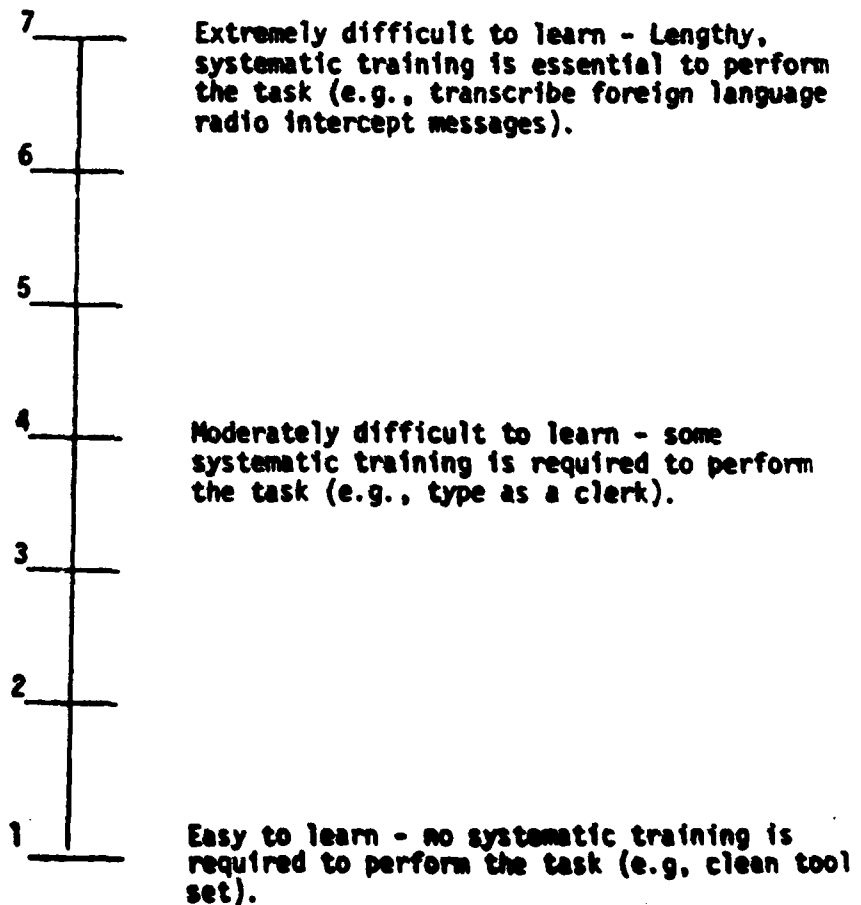 7
Extremely difficult to learn - Lengthy,
systematic training is essential to perform
the task (e.g., transcribe foreign language
radio intercept messages).
6
5
4
Moderately difficult to learn - some
systematic training is required to perform
the task (e.g., type as a clerk).
3
2
1
Easy to learn - no systematic training is
required to perform the task (e.g, clean tool
set).